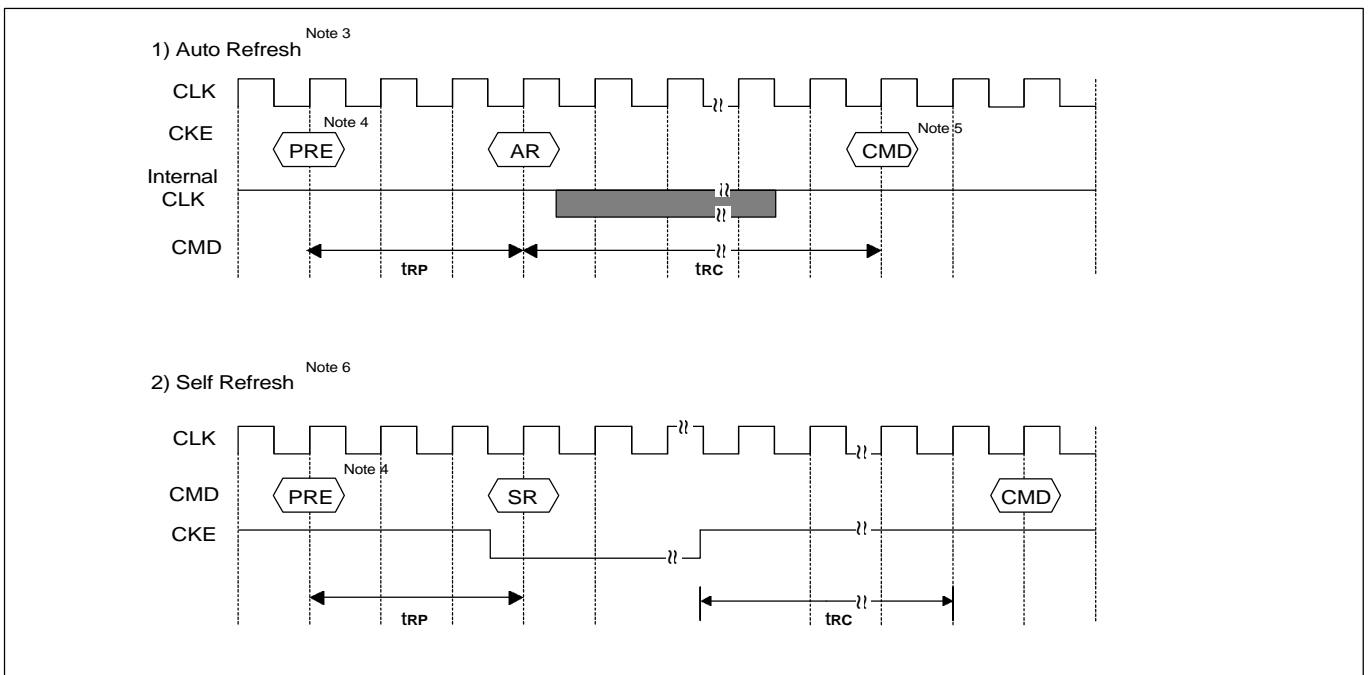 1) Auto Refresh Note 3
CLK
CKE
PRE Note 4
AR
CMD Note 5
Internal
CLK
CMD
tRP
tRC
2) Self Refresh Note 6
CLK
CMD
PRE Note 4
SR
CMD
CKE
tRP
tRC